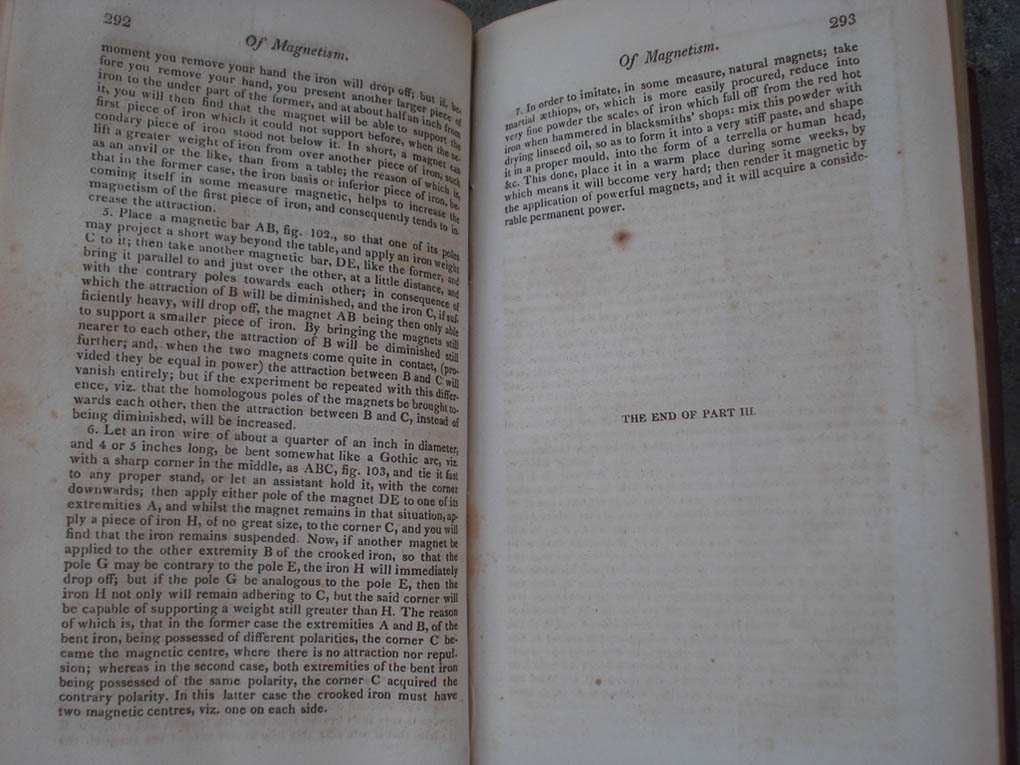 292
Of Magnetism.
moment you remove your hand the iron will drop off; but if, be-
fore you remove your hand, you present another larger piece of
iron to the under part of the former, and at about half an inch from
it, you will then find that the magnet will be able to support the
first piece of iron which it could not support before, when the se-
condary piece of iron stood not below it. In short, a magnet can
lift a greater weight of iron from over another piece of iron, such
as an anvil or the like, than from a table; the reason of which is,
that in the former case, the iron basis or inferior piece of iron, be-
coming itself in some measure magnetic, helps to increase the
magnetism of the first piece of iron, and consequently tends to in-
crease the attraction.
5. Place a magnetic bar AB, fig. 102., so that one of its poles
may project a short way beyond the table, and apply an iron weight
C to it; then take another magnetic bar, DE, like the former, and
bring it parallel to and just over the other, at a little distance, and
with the contrary poles towards each other; in consequence of
which the attraction of B will be diminished, and the iron C, if suf-
ficiently heavy, will drop off, the magnet AB being then only able
to support a smaller piece of iron. By bringing the magnets still
nearer to each other, the attraction of B will be diminished still
further; and, when the two magnets come quite in contact, (pro-
vided they be equal in power) the attraction between B and C will
vanish entirely; but if the experiment be repeated with this differ-
ence, viz. that the homologous poles of the magnets be brought to-
wards each other, then the attraction between B and C, instead of
being diminished, will be increased.
6. Let an iron wire of about a quarter of an inch in diameter,
and 4 or 5 inches long, be bent somewhat like a Gothic arc, viz.
with a sharp corner in the middle, as ABC, fig. 103, and tie it fast
to any proper stand, or let an assistant hold it, with the corner
downwards; then apply either pole of the magnet DE to one of its
extremities A, and whilst the magnet remains in that situation, ap-
ply a piece of iron H, of no great size, to the corner C, and you will
find that the iron remains suspended. Now, if another magnet be
applied to the other extremity B of the crooked iron, so that the
pole G may be contrary to the pole E, the iron H will immediately
drop off; but if the pole G be analogous to the pole E, then the
iron H not only will remain adhering to C, but the said corner will
be capable of supporting a weight still greater than H. The reason
of which is, that in the former case the extremities A and B, of the
bent iron, being possessed of different polarities, the corner C be-
came the magnetic centre, where there is no attraction nor repul-
sion; whereas in the second case, both extremities of the bent iron
being possessed of the same polarity, the corner C acquired the
contrary polarity. In this latter case the crooked iron must have
two magnetic centres, viz. one on each side.
293
Of Magnetism.
7. In order to imitate, in some measure, natural magnets; take
martial æthiops, or, which is more easily procured, reduce into
very fine powder the scales of iron which fall off from the red hot
iron when hammered in blacksmiths' shops: mix this powder with
drying linseed oil, so as to form it into a very stiff paste, and shape
it in a proper mould, into the form of a terrella or human head,
&c. This done, place it in a warm place during some weeks, by
which means it will become very hard; then render it magnetic by
the application of powerful magnets, and it will acquire a conside-
rable permanent power.
THE END OF PART III.